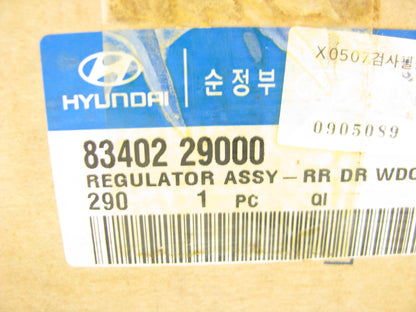 HYUNDAI
순정부
X0507검사필
0905089
83402 29000
REGULATOR ASSY-RR DR WDO
290 1 PC QI